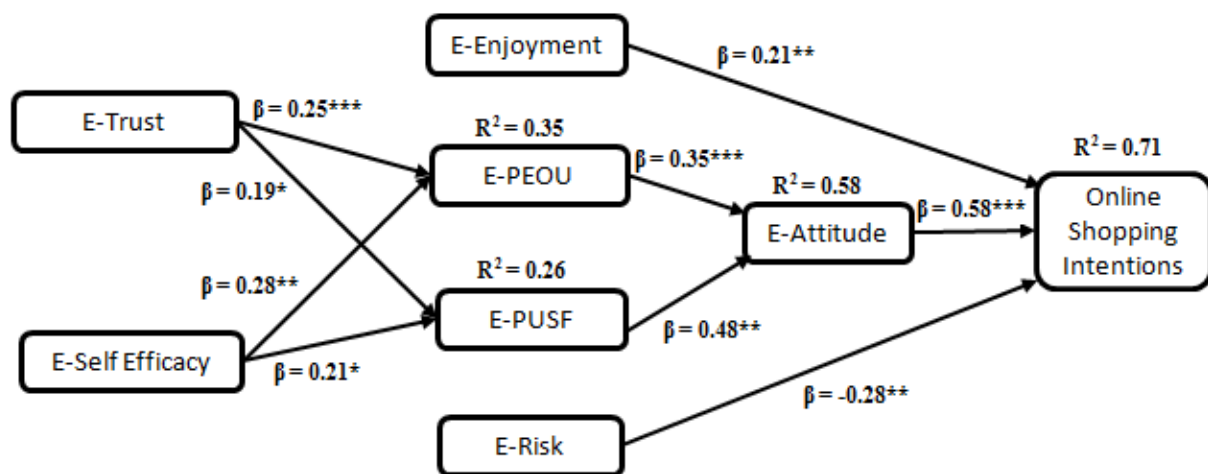 E-Enjoyment
β = 0.21**
E-Trust
β = 0.25***
R² = 0.35
E-PEOU
β = 0.35***
R² = 0.71
β = 0.19*
R² = 0.58
E-Attitude
β = 0.58***
Online
Shopping
Intentions
β = 0.28**
R² = 0.26
E-PUSF
β = 0.48**
E-Self Efficacy
β = 0.21*
β = -0.28**
E-Risk